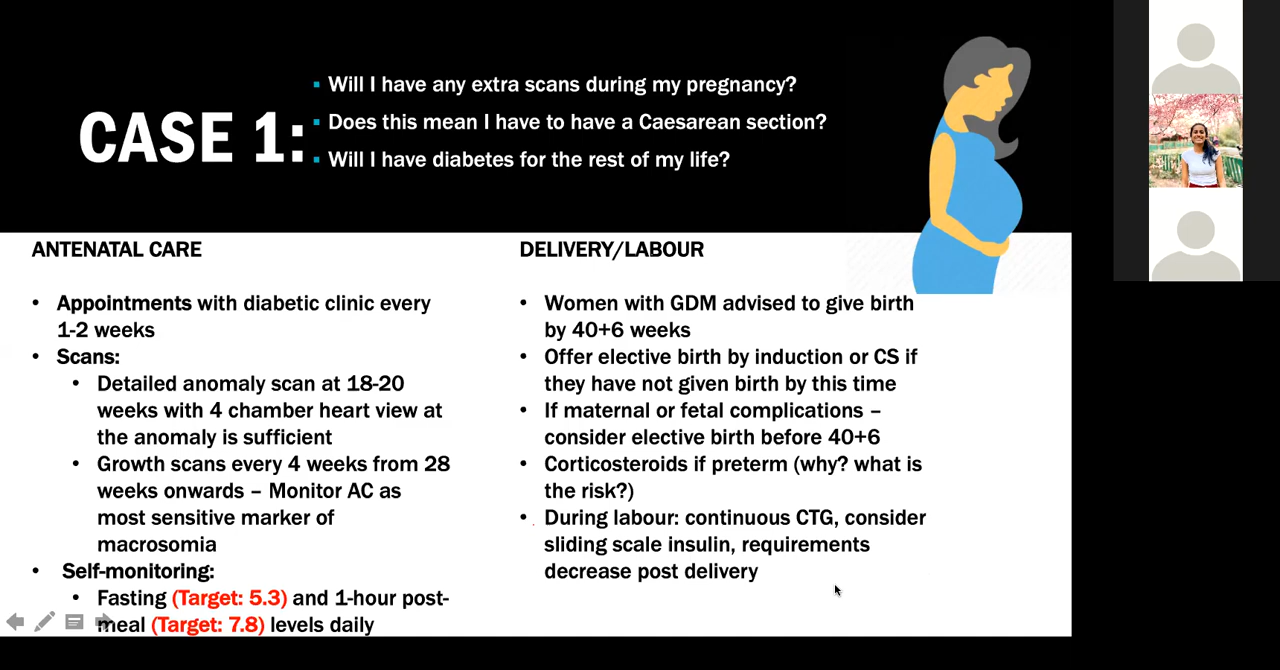 CASE 1:
▪ Will I have any extra scans during my pregnancy?
▪ Does this mean I have to have a Caesarean section?
▪ Will I have diabetes for the rest of my life?
ANTENATAL CARE
• Appointments with diabetic clinic every
1-2 weeks
• Scans:
• Detailed anomaly scan at 18-20
weeks with 4 chamber heart view at
the anomaly is sufficient
• Growth scans every 4 weeks from 28
weeks onwards – Monitor AC as
most sensitive marker of
macrosomia
• Self-monitoring:
• Fasting (Target: 5.3) and 1-hour post-
meal (Target: 7.8) levels daily
DELIVERY/LABOUR
• Women with GDM advised to give birth
by 40+6 weeks
• Offer elective birth by induction or CS if
they have not given birth by this time
• If maternal or fetal complications –
consider elective birth before 40+6
• Corticosteroids if preterm (why? what is
the risk?)
• During labour: continuous CTG, consider
sliding scale insulin, requirements
decrease post delivery